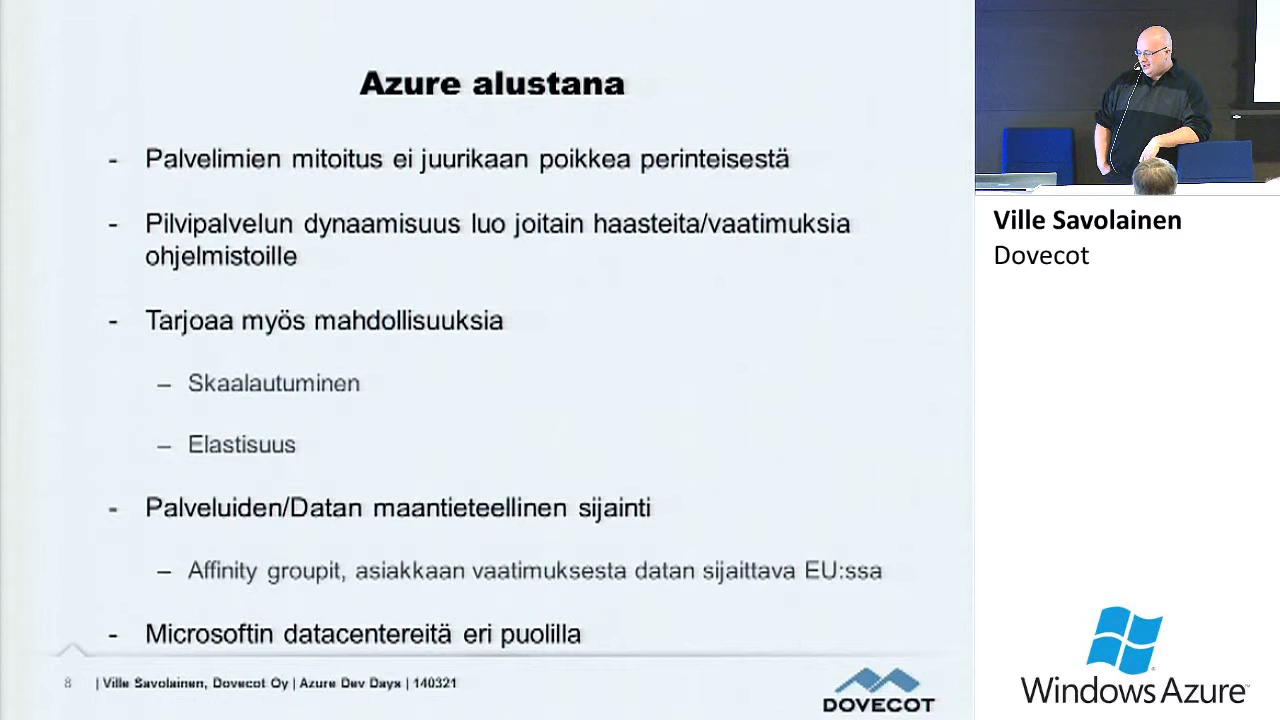 Azure alustana
- Palvelimien mitoitus ei juurikaan poikkea perinteisestä
- Pilvipalvelun dynaamisuus luo joitain haasteita/vaatimuksia
ohjelmistoille
- Tarjoaa myös mahdollisuuksia
– Skaalautuminen
– Elastisuus
- Palveluiden/Datan maantieteellinen sijainti
– Affinity groupit, asiakkaan vaatimuksesta datan sijaittava EU:ssa
- Microsoftin datacentereitä eri puolilla
8 | Ville Savolainen, Dovecot Oy | Azure Dev Days | 140321
DOVECOT
Ville Savolainen
Dovecot
Windows Azure